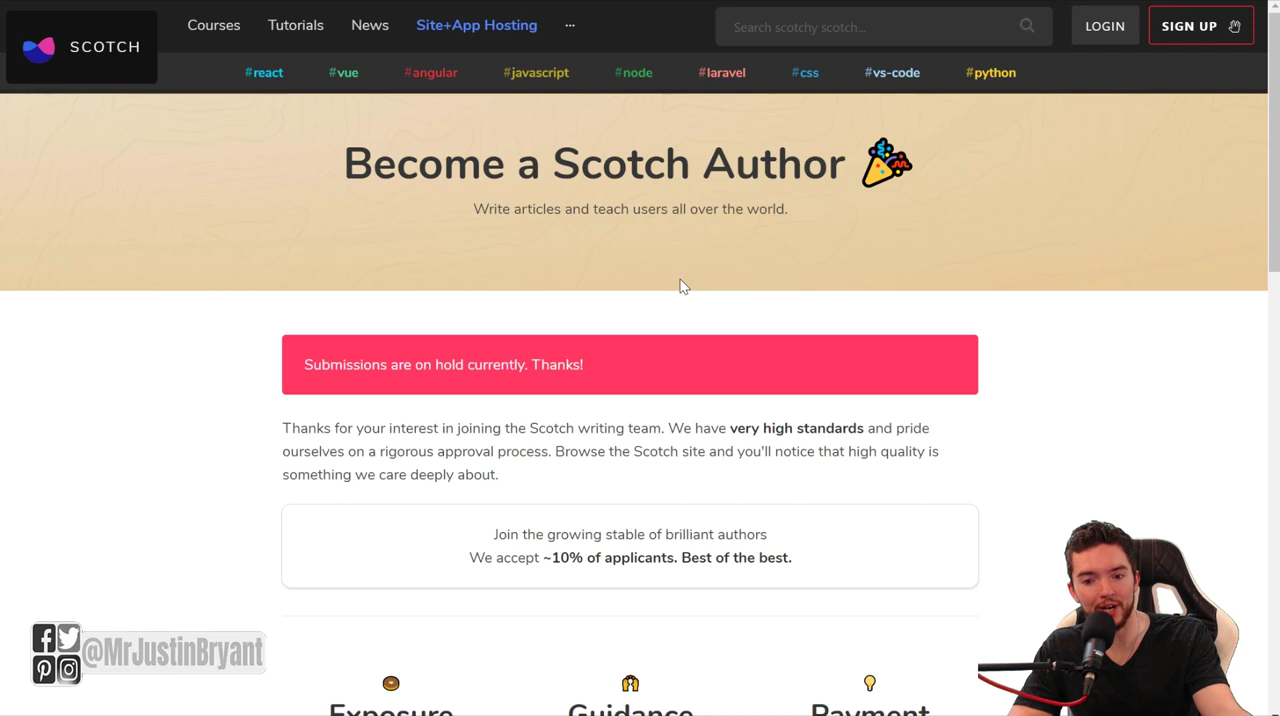 SCOTCH
Courses Tutorials News Site+App Hosting ...
Search scotchy scotch...
LOGIN
SIGN UP
#react #vue #angular #javascript #node #laravel #css #vs-code #python
Become a Scotch Author
Write articles and teach users all over the world.
Submissions are on hold currently. Thanks!
Thanks for your interest in joining the Scotch writing team. We have very high standards and pride
ourselves on a rigorous approval process. Browse the Scotch site and you'll notice that high quality is
something we care deeply about.
Join the growing stable of brilliant authors
We accept ~10% of applicants. Best of the best.
@MrJustinBryant
Exposure Guidance Payment